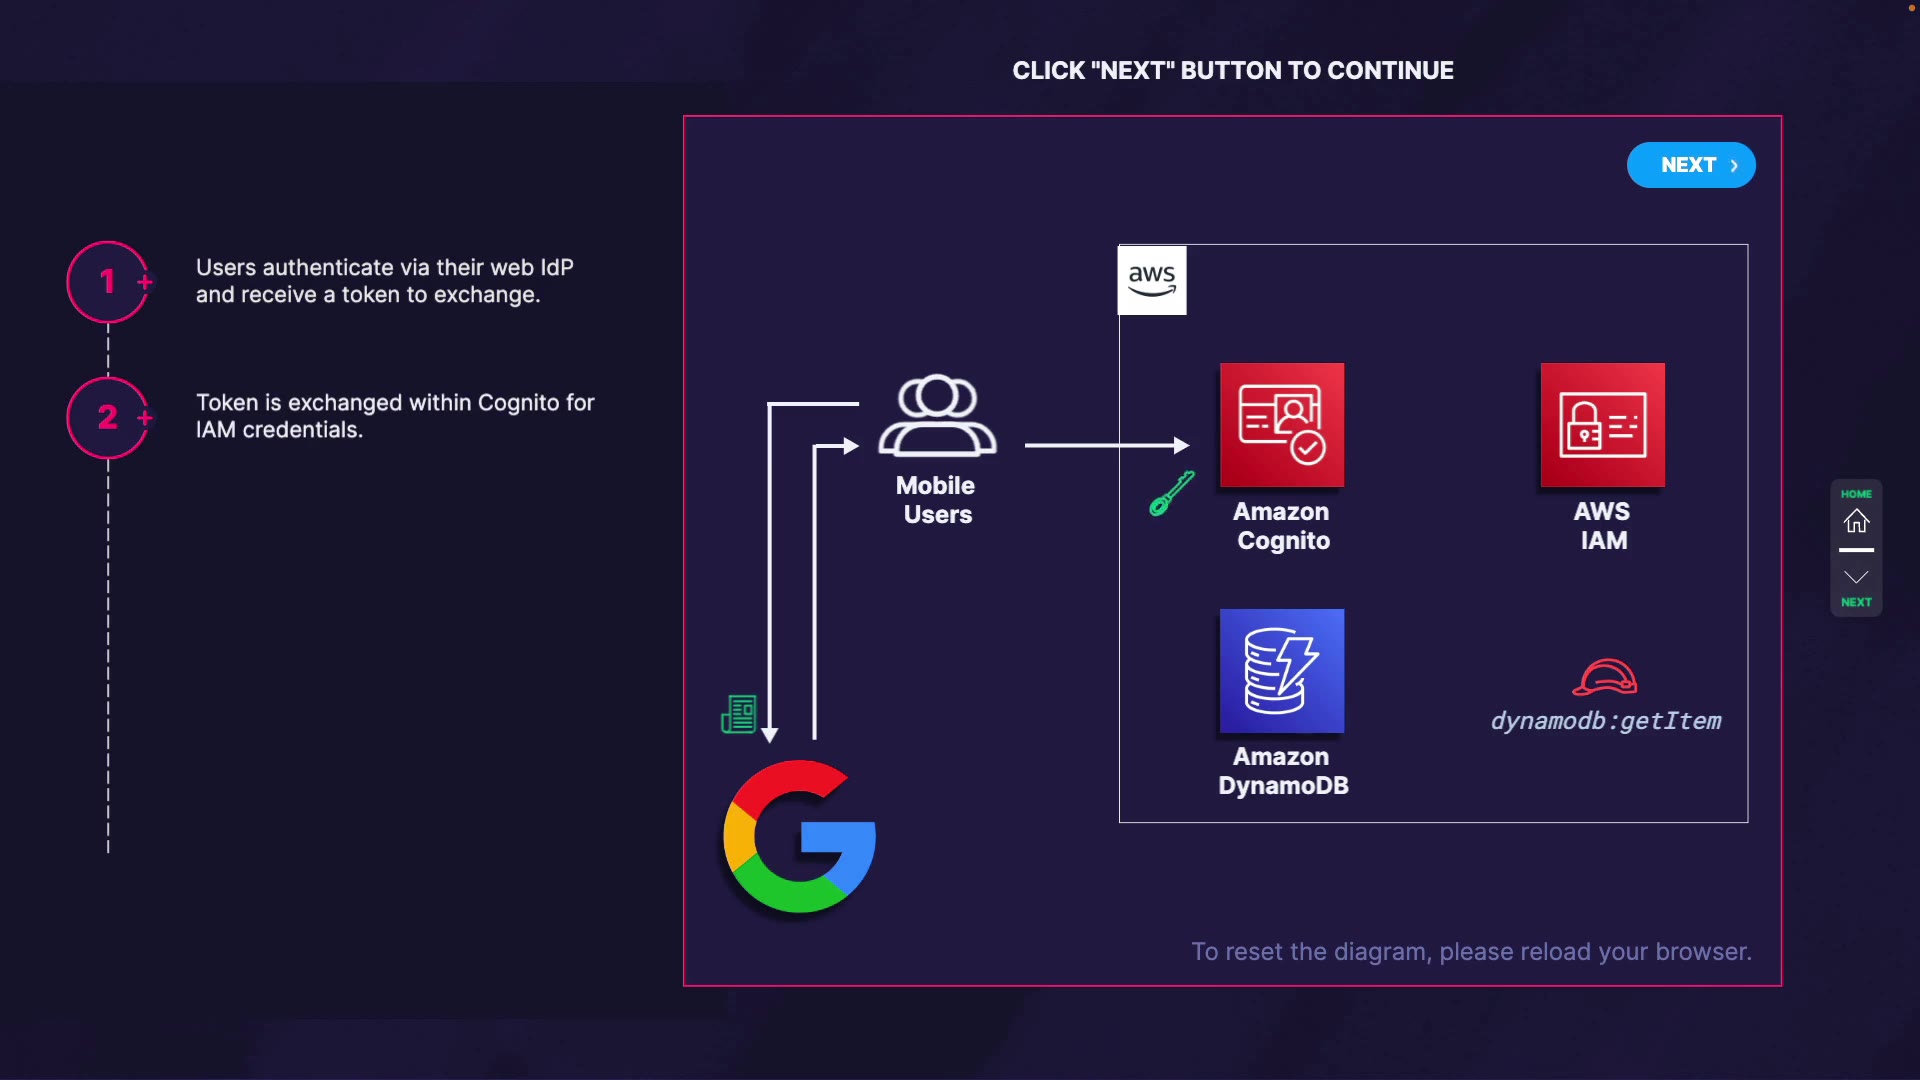 CLICK "NEXT" BUTTON TO CONTINUE
NEXT
1
Users authenticate via their web IdP
and receive a token to exchange.
2
Token is exchanged within Cognito for
IAM credentials.
aws
Mobile
Users
Amazon
Cognito
AWS
IAM
Amazon
DynamoDB
dynamodb:getItem
To reset the diagram, please reload your browser.
HOME
NEXT